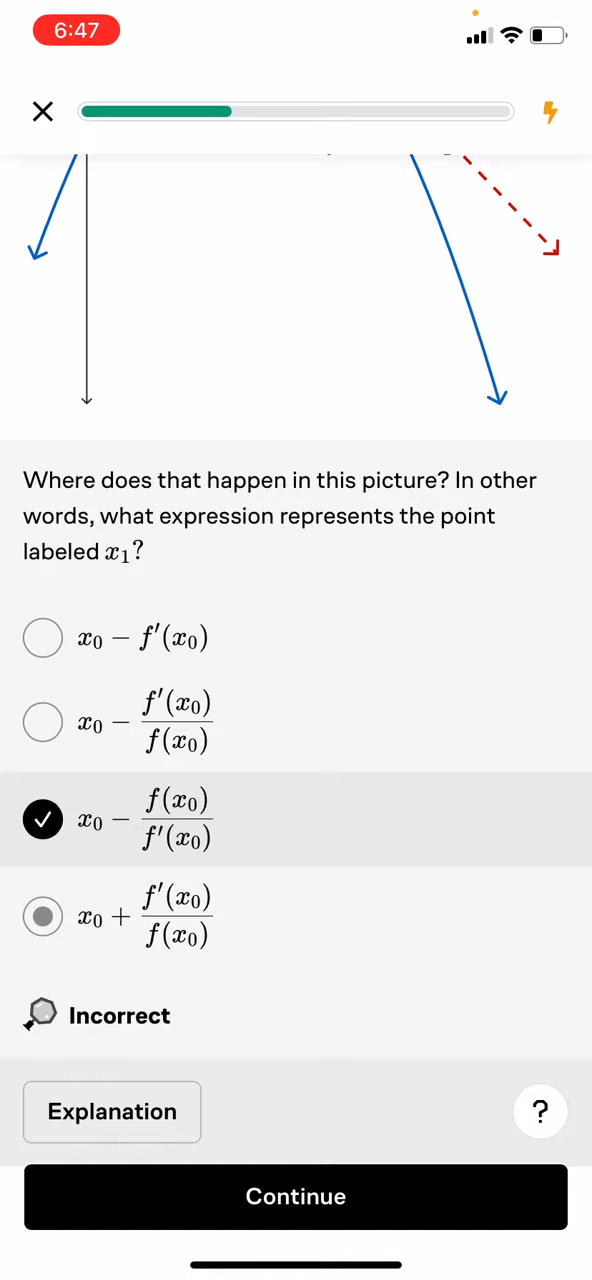 6:47
Where does that happen in this picture? In other
words, what expression represents the point
labeled x₁?
x₀ − f′(x₀)
x₀ − f′(x₀)/f(x₀)
x₀ − f(x₀)/f′(x₀)
x₀ + f′(x₀)/f(x₀)
Incorrect
Explanation
?
Continue